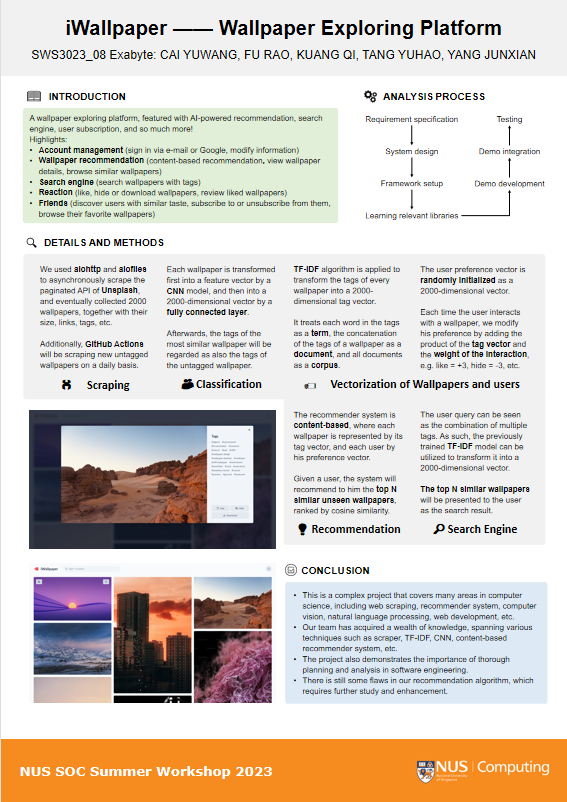 iWallpaper —— Wallpaper Exploring Platform
SWS3023_08 Exabyte: CAI YUWANG, FU RAO, KUANG QI, TANG YUHAO, YANG JUNXIAN
INTRODUCTION
A wallpaper exploring platform, featured with AI-powered recommendation, search
engine, user subscription, and so much more!
Highlights:
• Account management (sign in via e-mail or Google, modify information)
• Wallpaper recommendation (content-based recommendation, view wallpaper
details, browse similar wallpapers)
• Search engine (search wallpapers with tags)
• Reaction (like, hide or download wallpapers, review liked wallpapers)
• Friends (discover users with similar taste, subscribe to or unsubscribe from them,
browse their favorite wallpapers)
ANALYSIS PROCESS
Requirement specification
System design
Framework setup
Learning relevant libraries
Demo development
Demo integration
Testing
DETAILS AND METHODS
We used aiohttp and aiofiles
to asynchronously scrape the
paginated API of Unsplash,
and eventually collected 2000
wallpapers, together with their
size, links, tags, etc.
Additionally, GitHub Actions
will be scraping new untagged
wallpapers on a daily basis.
Scraping
Each wallpaper is transformed
first into a feature vector by a
CNN model, and then into a
2000-dimensional vector by a
fully connected layer.
Afterwards, the tags of the
most similar wallpaper will be
regarded as also the tags of
the untagged wallpaper.
Classification
TF-IDF algorithm is applied to
transform the tags of every
wallpaper into a 2000-
dimensional tag vector.
It treats each word in the tags
as a term, the concatenation
of the tags of a wallpaper as a
document, and all documents
as a corpus.
The user preference vector is
randomly initialized as a
2000-dimensional vector.
Each time the user interacts
with a wallpaper, we modify
his preference by adding the
product of the tag vector and
the weight of the interaction,
e.g. like = +3, hide = -3, etc.
Vectorization of Wallpapers and users
The recommender system is
content-based, where each
wallpaper is represented by its
tag vector, and each user by
his preference vector.
Given a user, the system will
recommend to him the top N
similar unseen wallpapers,
ranked by cosine similarity.
Recommendation
The user query can be seen
as the combination of multiple
tags. As such, the previously
trained TF-IDF model can be
utilized to transform it into a
2000-dimensional vector.
The top N similar wallpapers
will be presented to the user
as the search result.
Search Engine
Tags
iWallpaper
CONCLUSION
• This is a complex project that covers many areas in computer
science, including web scraping, recommender system, computer
vision, natural language processing, web development, etc.
• Our team has acquired a wealth of knowledge, spanning various
techniques such as scraper, TF-IDF, CNN, content-based
recommender system, etc.
• The project also demonstrates the importance of thorough
planning and analysis in software engineering.
• There is still some flaws in our recommendation algorithm, which
requires further study and enhancement.
NUS SOC Summer Workshop 2023
NUS Computing
National University
of Singapore